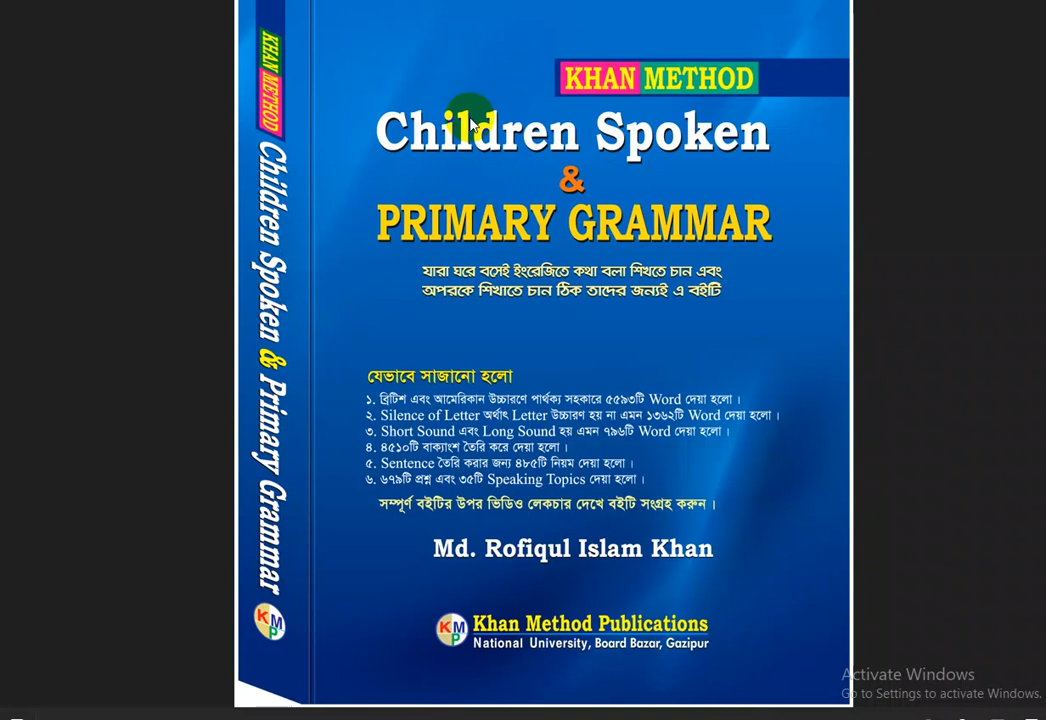 KHAN METHOD
Children Spoken
&
PRIMARY GRAMMAR
যারা ঘরে বসেই ইংরেজিতে কথা বলা শিখতে চান এবং
অপরকে শিখাতে চান ঠিক তাদের জন্যই এ বইটি
যেভাবে সাজানো হলো
১. ব্রিটিশ এবং আমেরিকান উচ্চারণে পার্থক্য সহকারে ৫৫৯৩টি Word দেয়া হলো ।
২. Silence of Letter অর্থাৎ Letter উচ্চারণ হয় না এমন ১৩৬২টি Word দেয়া হলো ।
৩. Short Sound এবং Long Sound হয় এমন ৭৯৬টি Word দেয়া হলো ।
৪. ৪৫১০টি বাক্যাংশ তৈরি করে দেয়া হলো ।
৫. Sentence তৈরি করার জন্য ৪৮৫টি নিয়ম দেয়া হলো ।
৬. ৬৭৯টি প্রশ্ন এবং ৩৫টি Speaking Topics দেয়া হলো ।
সম্পূর্ণ বইটির উপর ভিডিও লেকচার দেখে বইটি সংগ্রহ করুন ।
Md. Rofiqul Islam Khan
KMP
Khan Method Publications
National University, Board Bazar, Gazipur
KHAN METHOD Children Spoken & Primary Grammar
KMP
Activate Windows
Go to Settings to activate Windows.